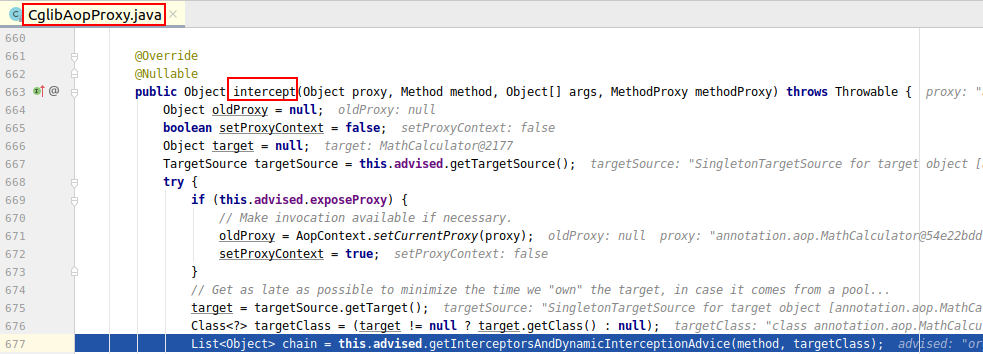 CglibAopProxy.java
660
661 @Override
662 @Nullable
663 @ public Object intercept(Object proxy, Method method, Object[] args, MethodProxy methodProxy) throws Throwable { proxy: "
664 Object oldProxy = null; oldProxy: null
665 boolean setProxyContext = false; setProxyContext: false
666 Object target = null; target: MathCalculator@2177
667 TargetSource targetSource = this.advised.getTargetSource(); targetSource: "SingletonTargetSource for target object [
668 try {
669 if (this.advised.exposeProxy) {
670 // Make invocation available if necessary.
671 oldProxy = AopContext.setCurrentProxy(proxy); oldProxy: null proxy: "annotation.aop.MathCalculator@54e22bdd
672 setProxyContext = true; setProxyContext: false
673 }
674 // Get as late as possible to minimize the time we "own" the target, in case it comes from a pool...
675 target = targetSource.getTarget(); targetSource: "SingletonTargetSource for target object [annotation.aop.MathCa
676 Class<?> targetClass = (target != null ? target.getClass() : null); targetClass: "class annotation.aop.MathCalcu
677 List<Object> chain = this.advised.getInterceptorsAndDynamicInterceptionAdvice(method, targetClass); advised: "or